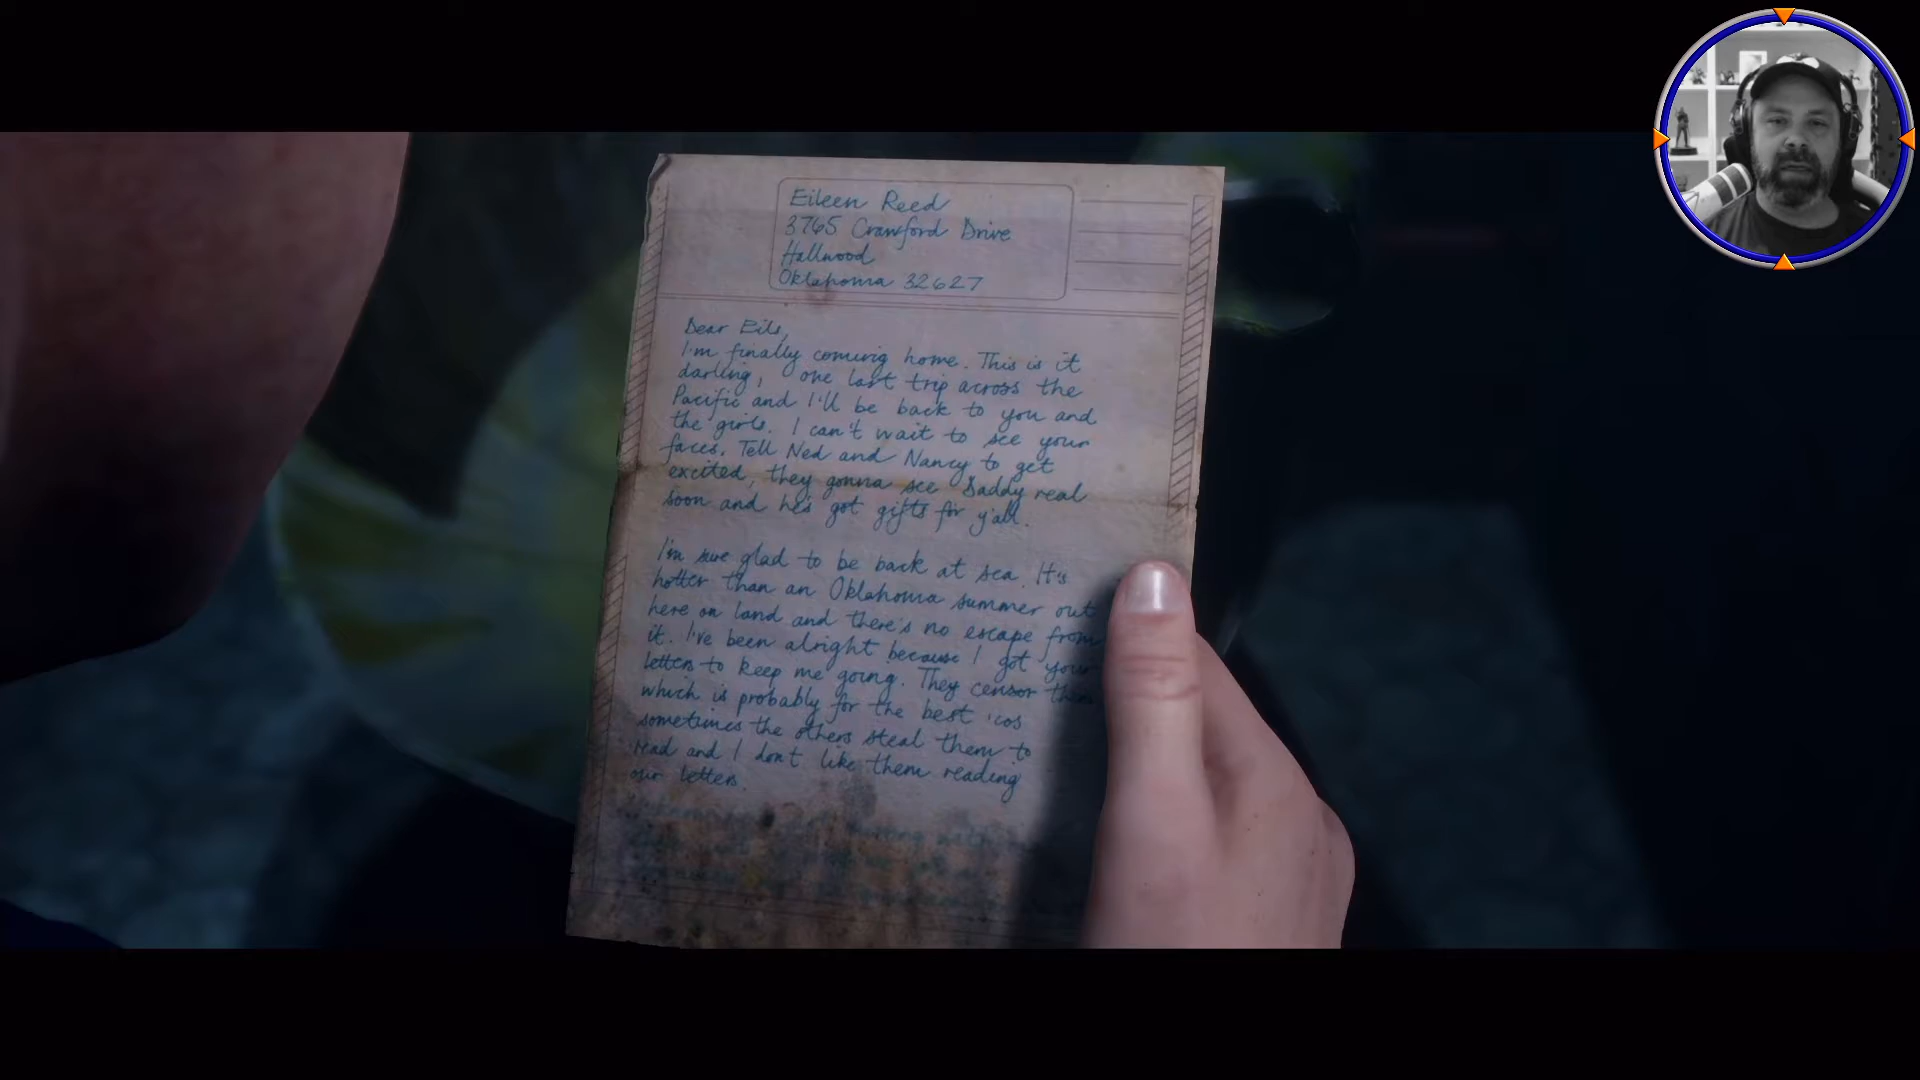 Eileen Reed
3765 Crawford Drive
Hallwood
Oklahoma 32627
Dear Eils,
I'm finally coming home. This is it
darling, one last trip across the
Pacific and I'll be back to you and
the girls. I can't wait to see your
faces. Tell Ned and Nancy to get
excited, they gonna see Daddy real
soon and he's got gifts for y'all.
I'm sure glad to be back at sea. It's
hotter than an Oklahoma summer out
here on land and there's no escape from
it. I've been alright because I got your
letters to keep me going. They censor them
which is probably for the best 'cos
sometimes the others steal them to
read and I don't like them reading
our letters.